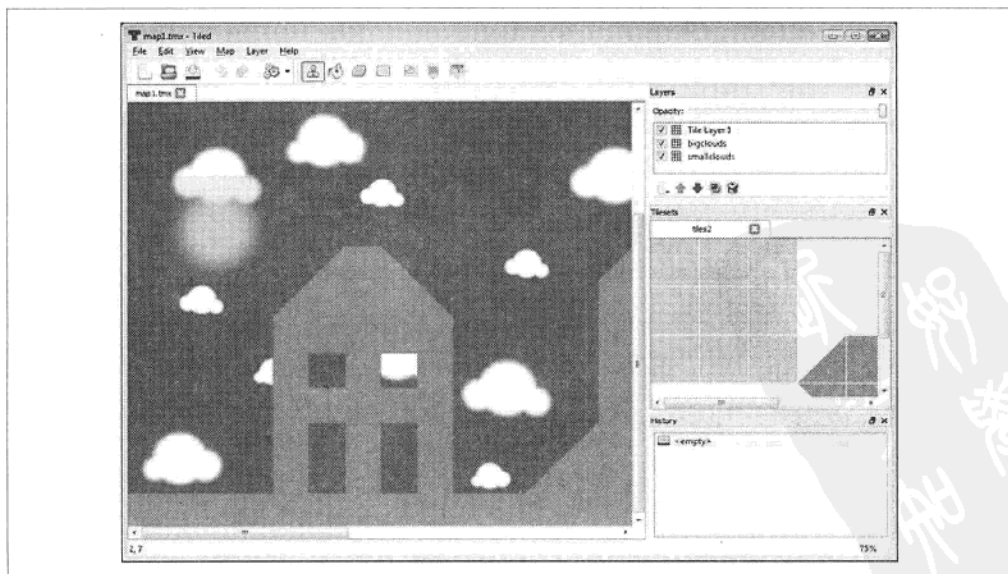 map1.tmx - Tiled
File Edit View Map Layer Help
map1.tmx
Layers
Opacity:
Tile Layer 1
bigclouds
smallclouds
Tilesets
tiles2
History
<empty>
2, 7
75%